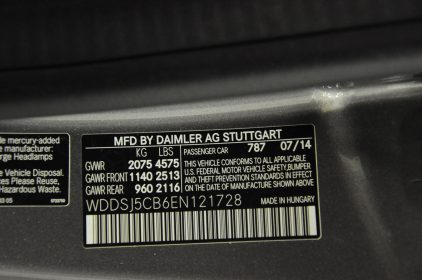 le mercury-added
e manufacturer:
rge Headlamps
Vehicle Disposal.
Please Reuse,
Hazardous Waste.
MFD BY DAIMLER AG STUTTGART
KG LBS PASSENGER CAR 787 07/14
GVWR 2075 4575
GAWR FRONT 1140 2513
GAWR REAR 960 2116
THIS VEHICLE CONFORMS TO ALL APPLICABLE
U.S. FEDERAL MOTOR VEHICLE SAFETY, BUMPER
AND THEFT PREVENTION STANDARDS IN EFFECT
ON THE DATE OF MANUFACTURE SHOWN ABOVE.
WDDSJ5CB6EN121728
MADE IN HUNGARY